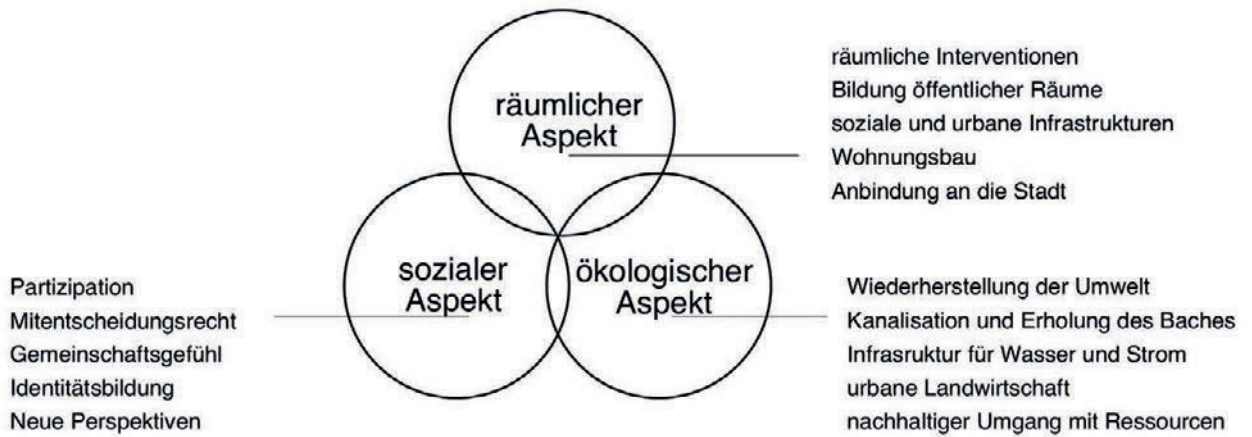 räumlicher
Aspekt
räumliche Interventionen
Bildung öffentlicher Räume
soziale und urbane Infrastrukturen
Wohnungsbau
Anbindung an die Stadt
sozialer
Aspekt
Partizipation
Mitentscheidungsrecht
Gemeinschaftsgefühl
Identitätsbildung
Neue Perspektiven
ökologischer
Aspekt
Wiederherstellung der Umwelt
Kanalisation und Erholung des Baches
Infrasruktur für Wasser und Strom
urbane Landwirtschaft
nachhaltiger Umgang mit Ressourcen